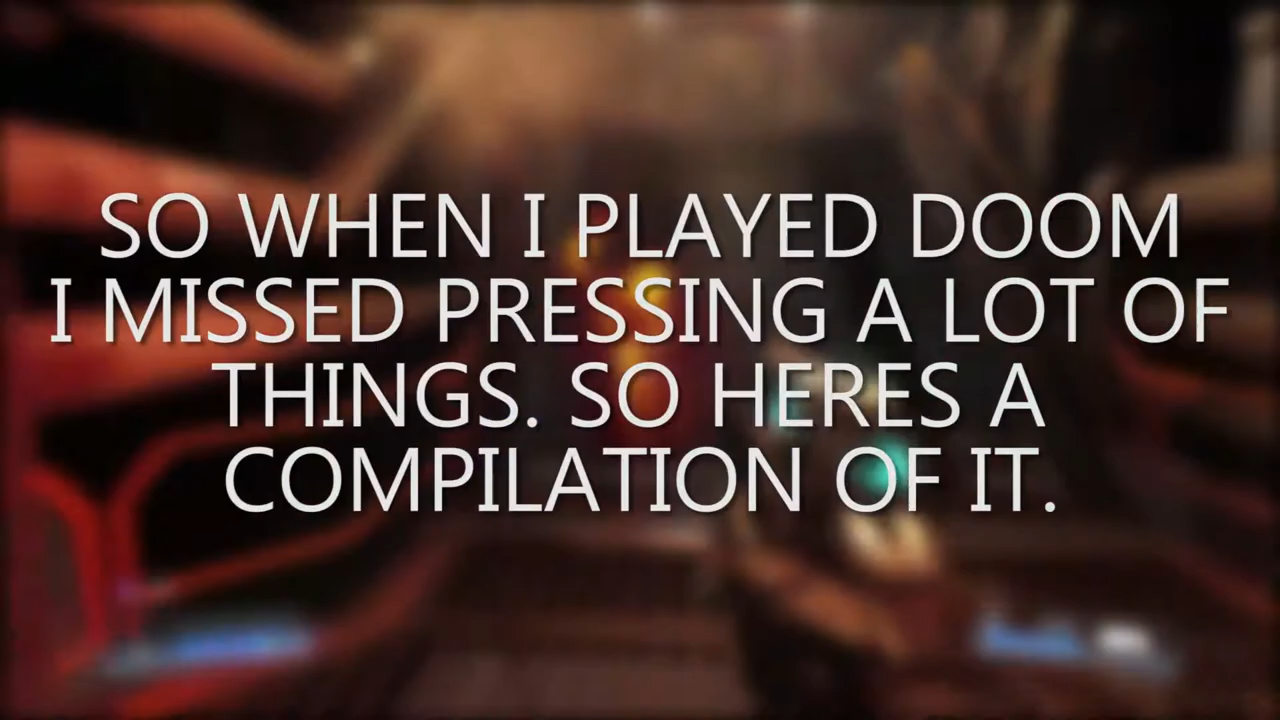 SO WHEN I PLAYED DOOM
I MISSED PRESSING A LOT OF
THINGS. SO HERES A
COMPILATION OF IT.